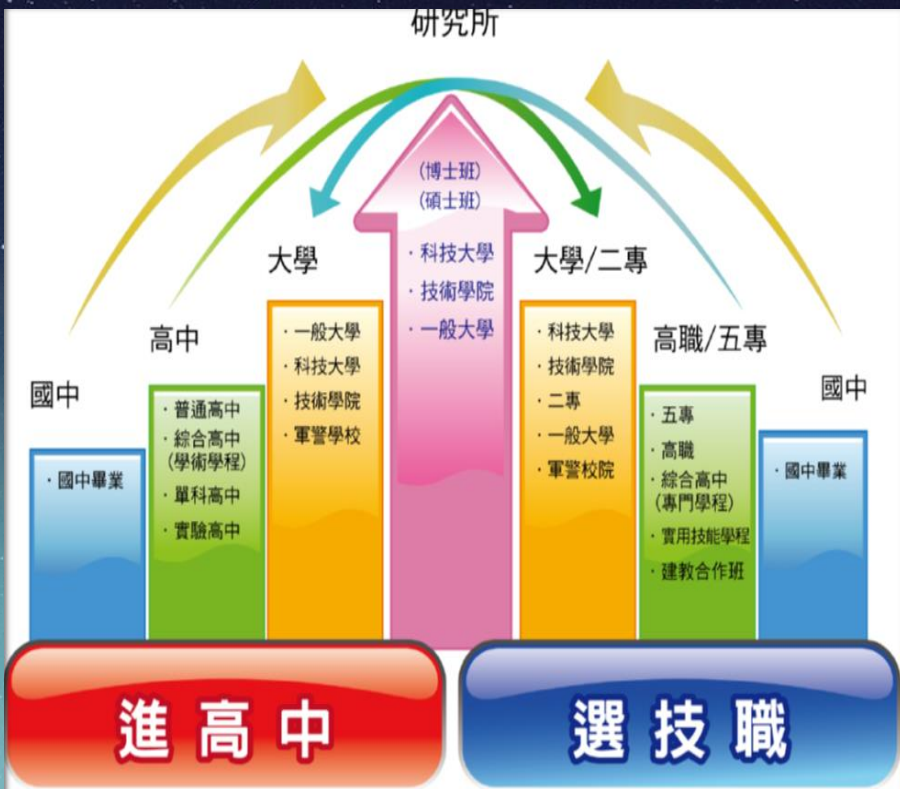 研究所
(博士班)
(碩士班)
· 科技大學
· 技術學院
· 一般大學
大學
· 一般大學
· 科技大學
· 技術學院
· 軍警學校
大學/二專
· 科技大學
· 技術學院
· 二專
· 一般大學
· 軍警校院
高中
· 普通高中
· 綜合高中
(學術學程)
· 單科高中
· 實驗高中
高職/五專
· 五專
· 高職
· 綜合高中
(專門學程)
· 實用技能學程
· 建教合作班
國中
· 國中畢業
國中
· 國中畢業
進高中
選技職